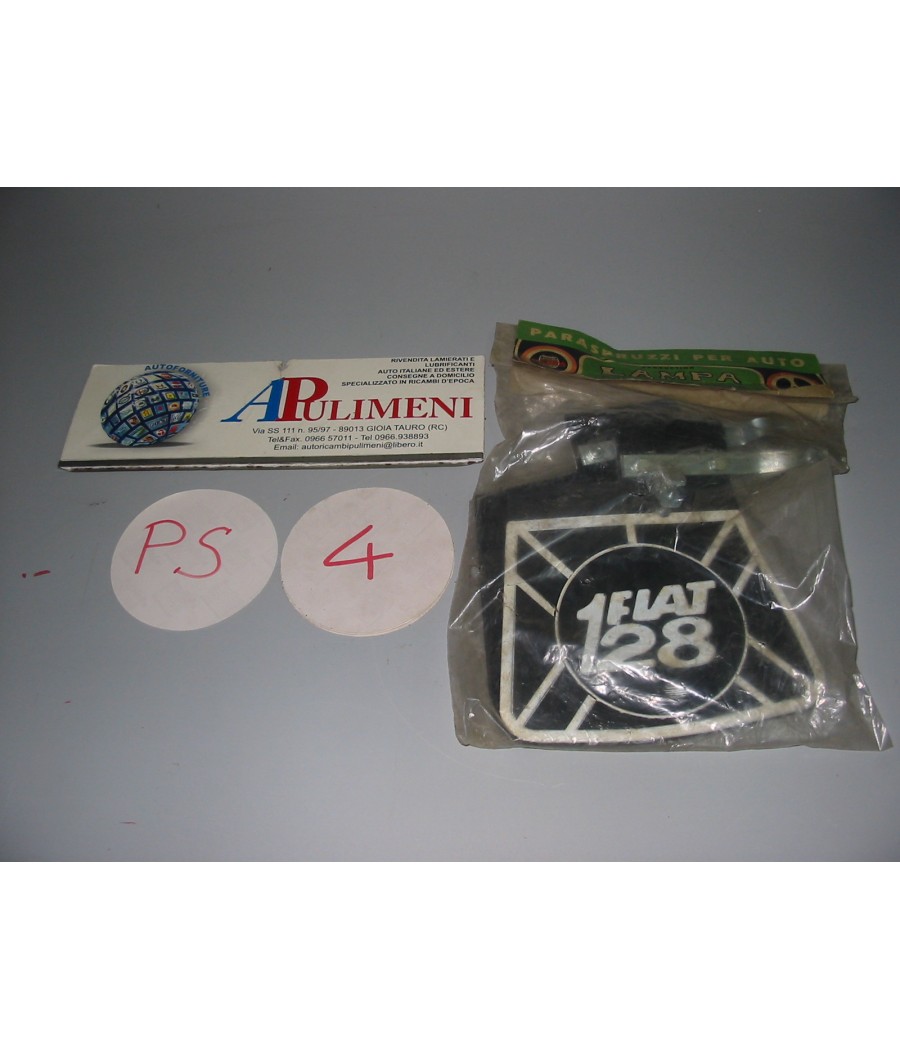 AUTOFORNITURE
RIVENDITA LAMIERATI E
LUBRIFICANTI
AUTO ITALIANE ED ESTERE
CONSEGNE A DOMICILIO
SPECIALIZZATO IN RICAMBI D'EPOCA
APULIMENI
Via SS 111 n. 95/97 - 89013 GIOIA TAURO (RC)
Tel&Fax. 0966 57011 - Tel 0966.938893
Email: autoricambipulimeni@libero.it
PS
4
PARASPRUZZI PER AUTO
LAMPA
FIAT
128